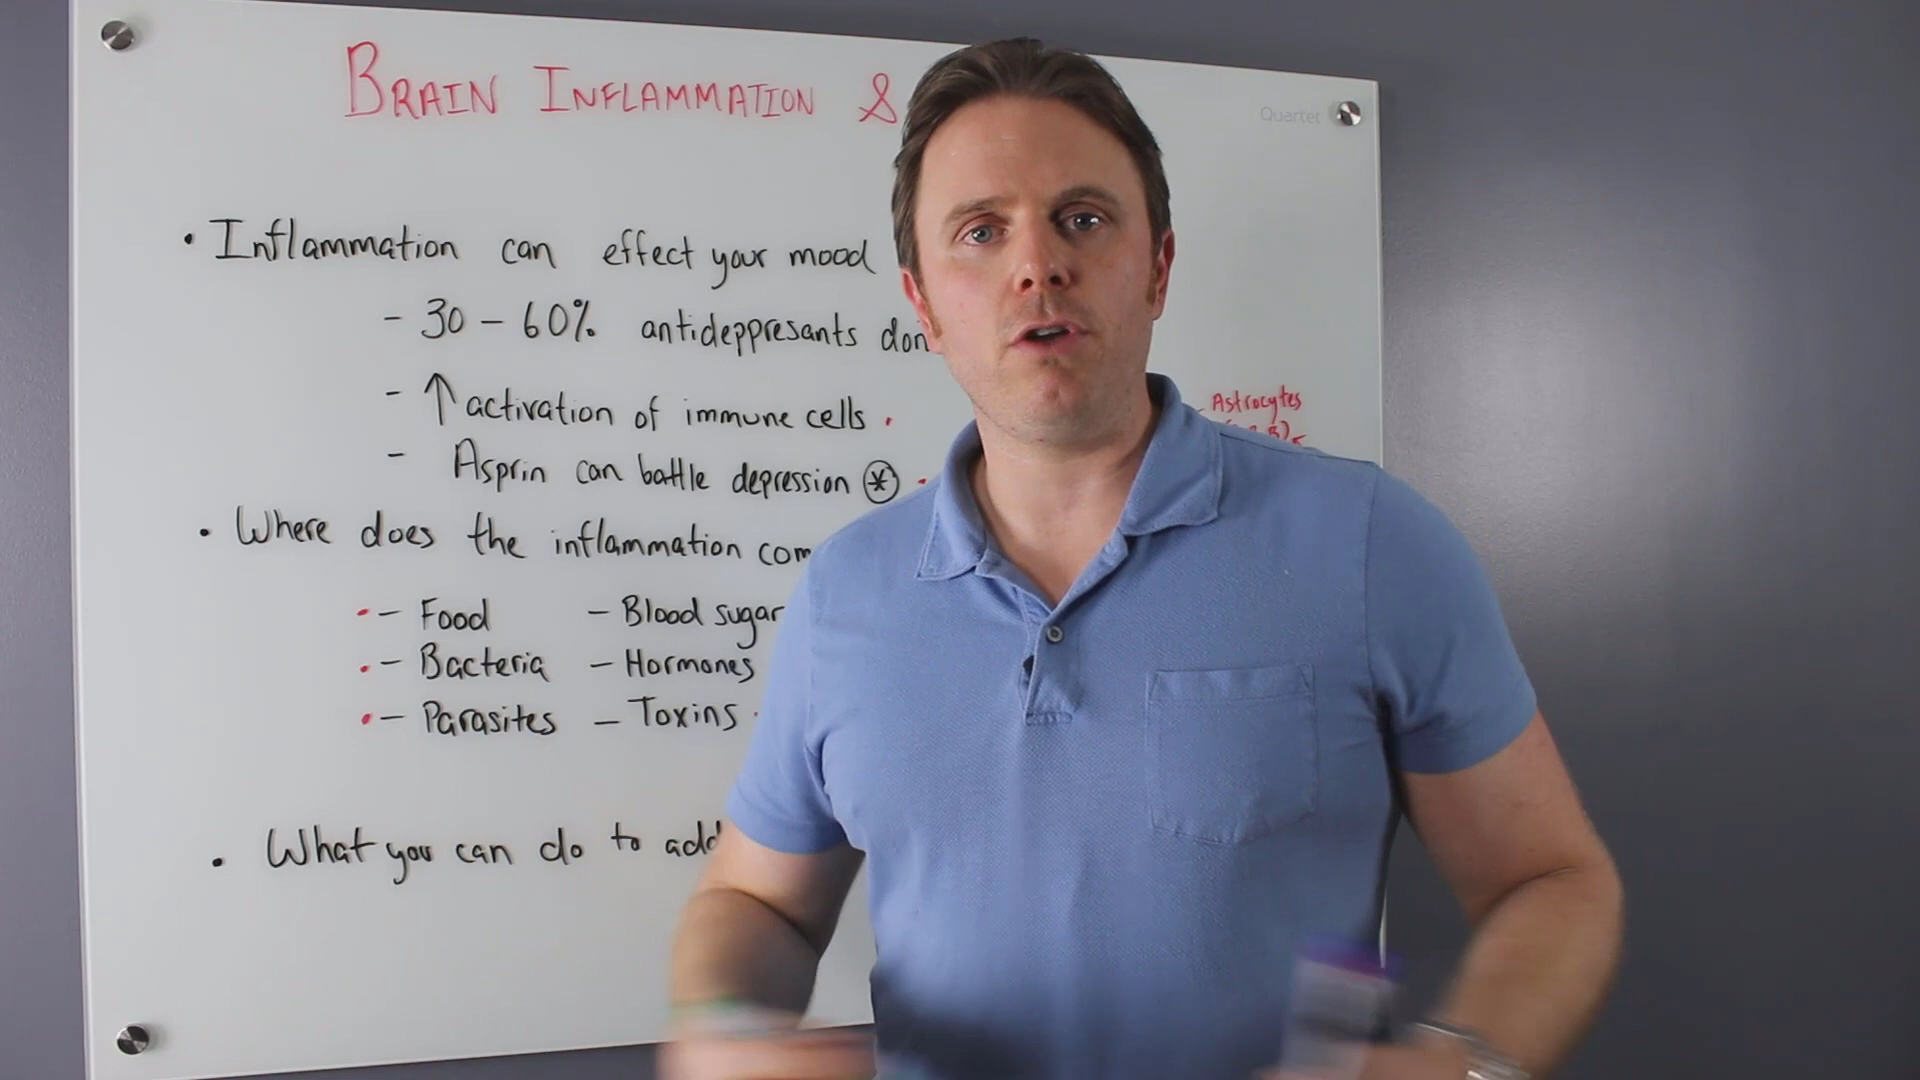 BRAIN INFLAMMATION &
Quartet
• Inflammation can effect your mood
- 30 - 60% antideppresants don
- ↑ activation of immune cells
- Asprin can battle depression *
Astrocytes
• Where does the inflammation com
- Food - Blood sugar
- Bacteria - Hormones
- Parasites - Toxins
• What you can do to add